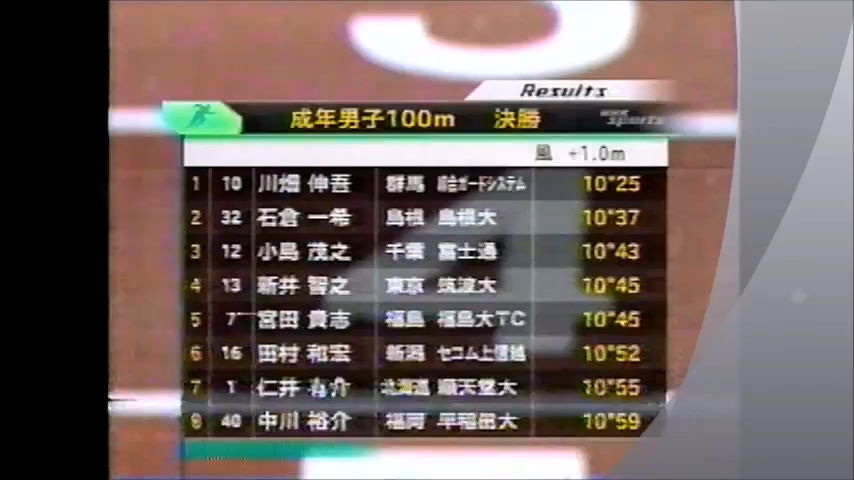 Results
成年男子100m 決勝
sports
風 +1.0m
1 10 川畑 伸吾 群馬 綜合ガードシステム 10"25
2 32 石倉 一希 島根 島根大 10"37
3 12 小島 茂之 千葉 富士通 10"43
4 13 新井 智之 東京 筑波大 10"45
5 7 宮田 貴志 福島 福島大TC 10"45
6 16 田村 和宏 新潟 セコム上信越 10"52
7 1 仁井 介 北海道 順天堂大 10"55
8 40 中川 裕介 福岡 早稲田大 10"59